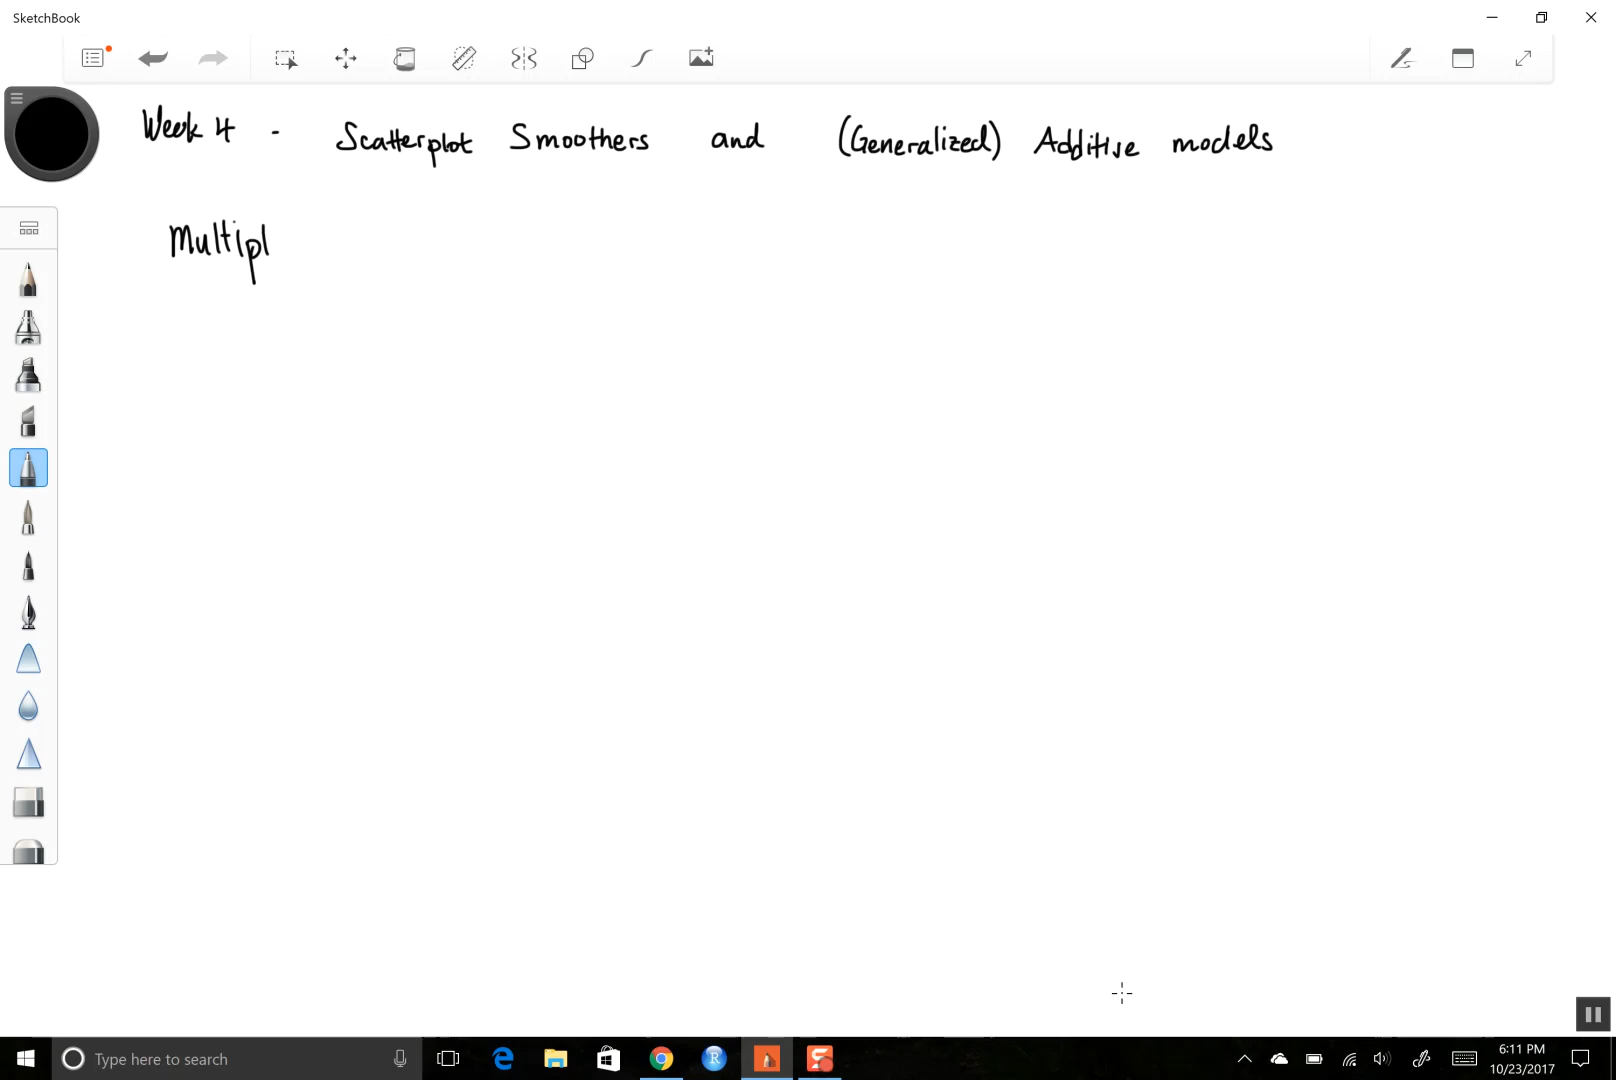 SketchBook
Week 4 - Scatterplot Smoothers and (Generalized) Additive models
Multipl
Type here to search
6:11 PM
10/23/2017